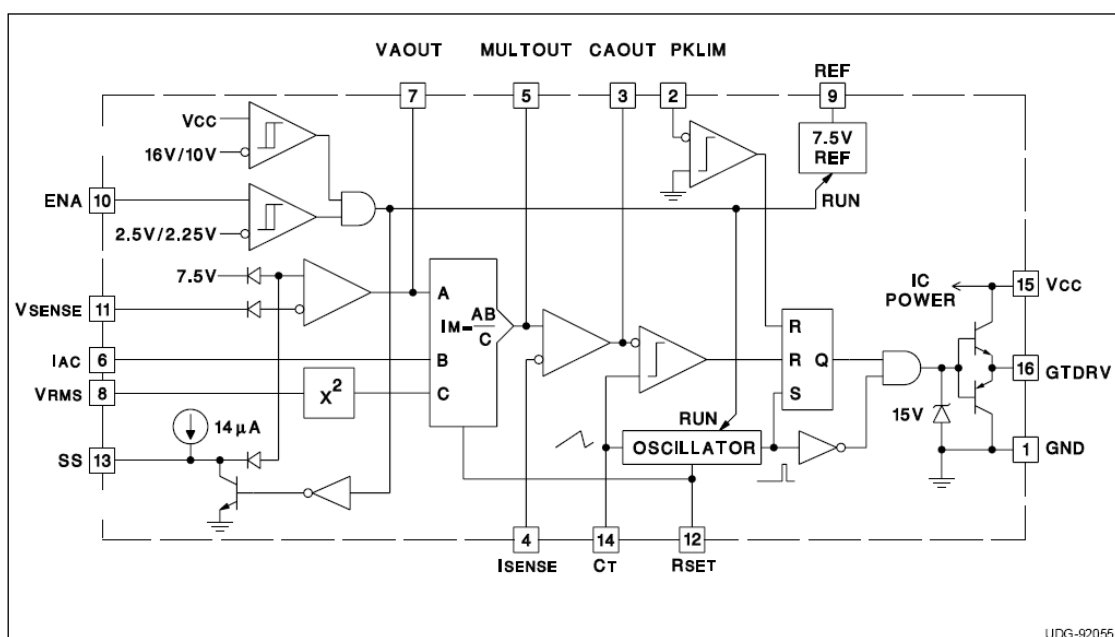 VAOUT MULTOUT CAOUT PKLIM
REF
7 5 3 2 9
VCC
16V/10V
7.5V
REF
ENA 10
RUN
2.5V/2.25V
7.5V
IC
POWER
15 VCC
VSENSE 11
A
IM=AB/C
IAC 6
B
R
R Q
S
16 GTDRV
VRMS 8
X²
C
15V
14µA
RUN
SS 13
OSCILLATOR
1 GND
4 14 12
ISENSE CT RSET
UDG-92055